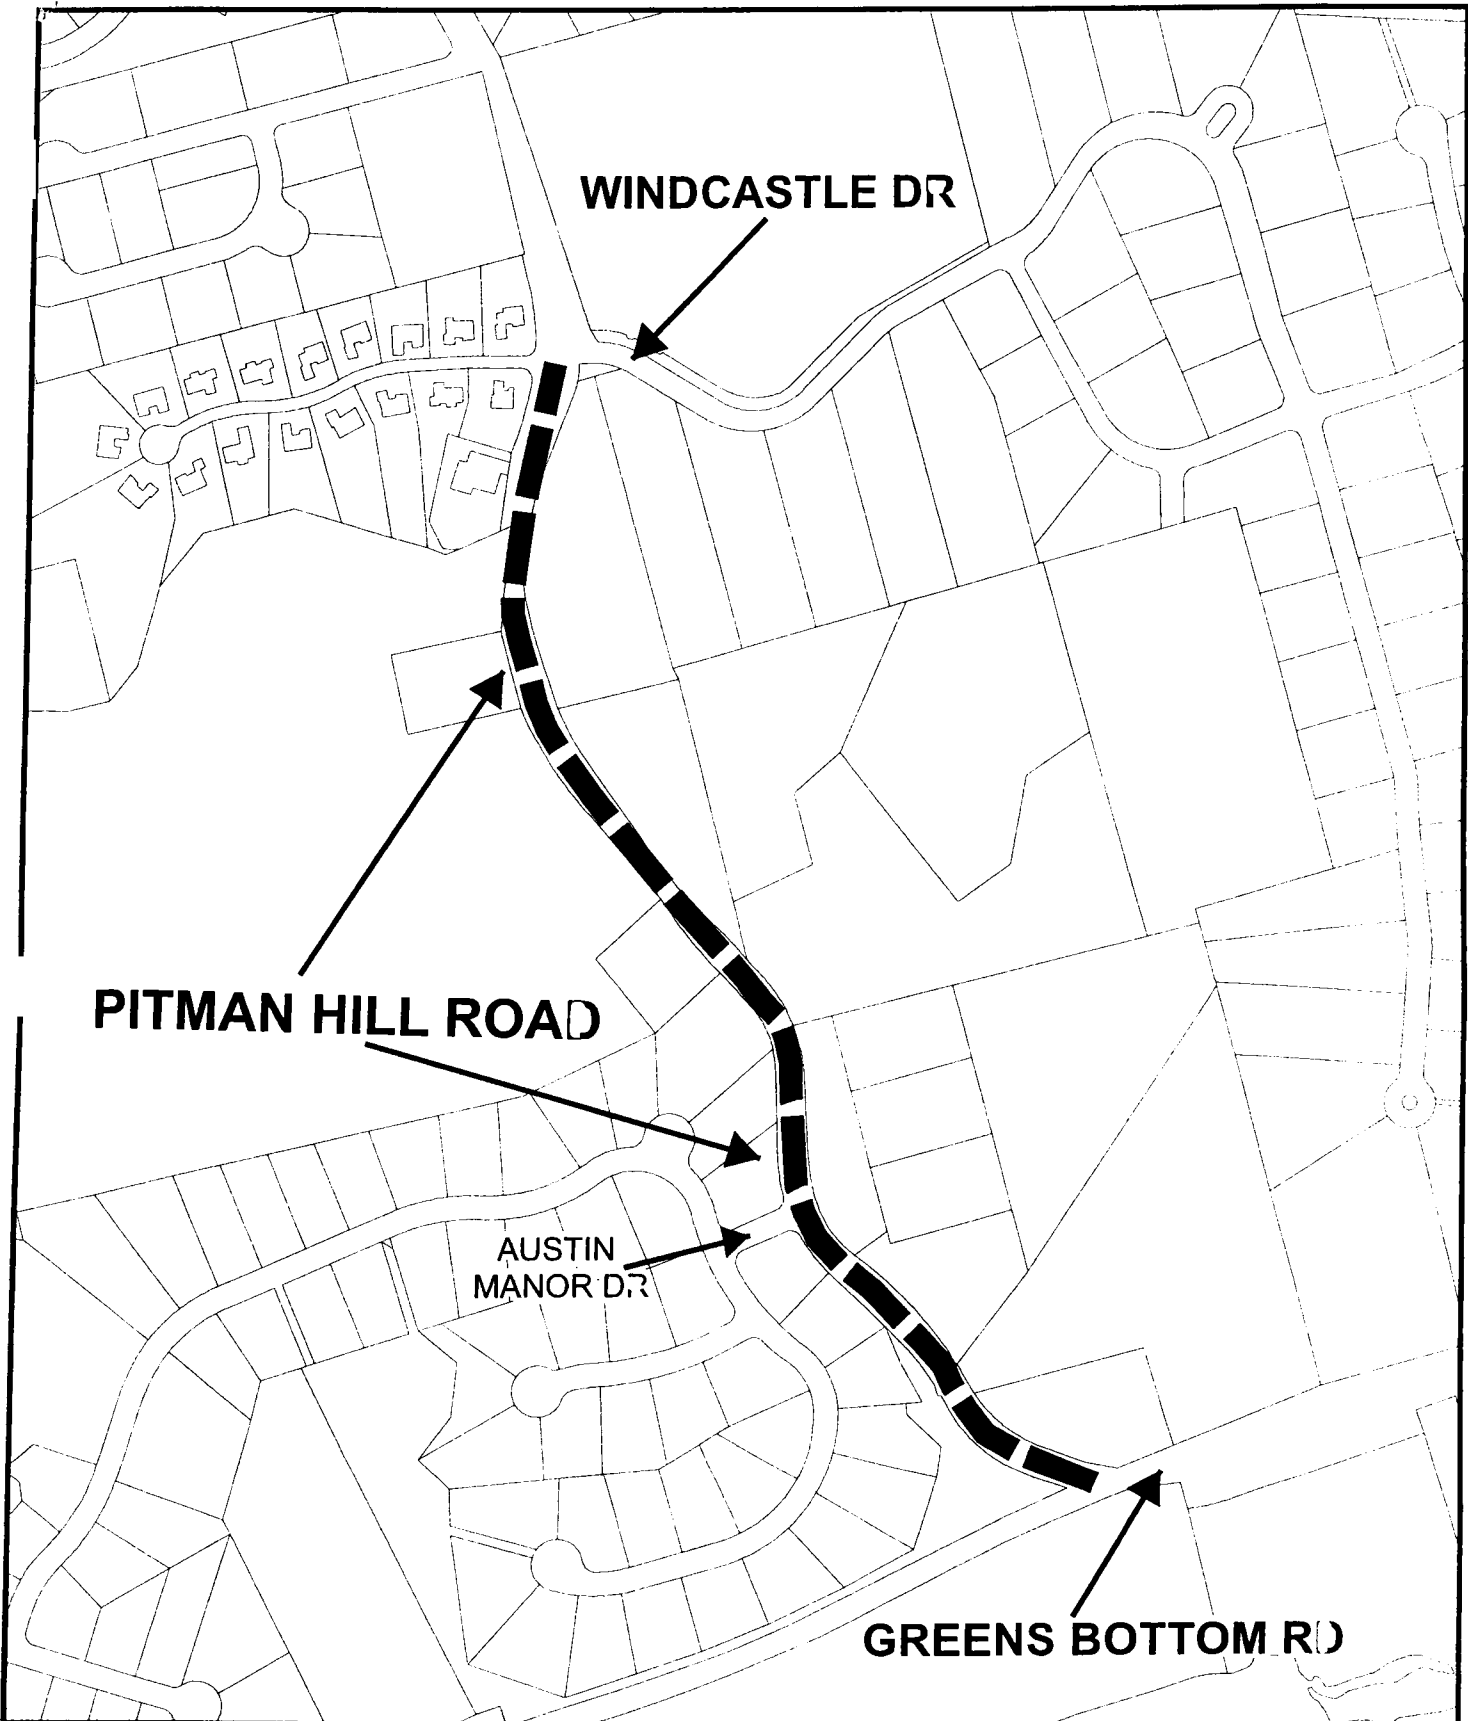 WINDCASTLE DR
PITMAN HILL ROAD
AUSTIN
MANOR DR
GREENS BOTTOM RD